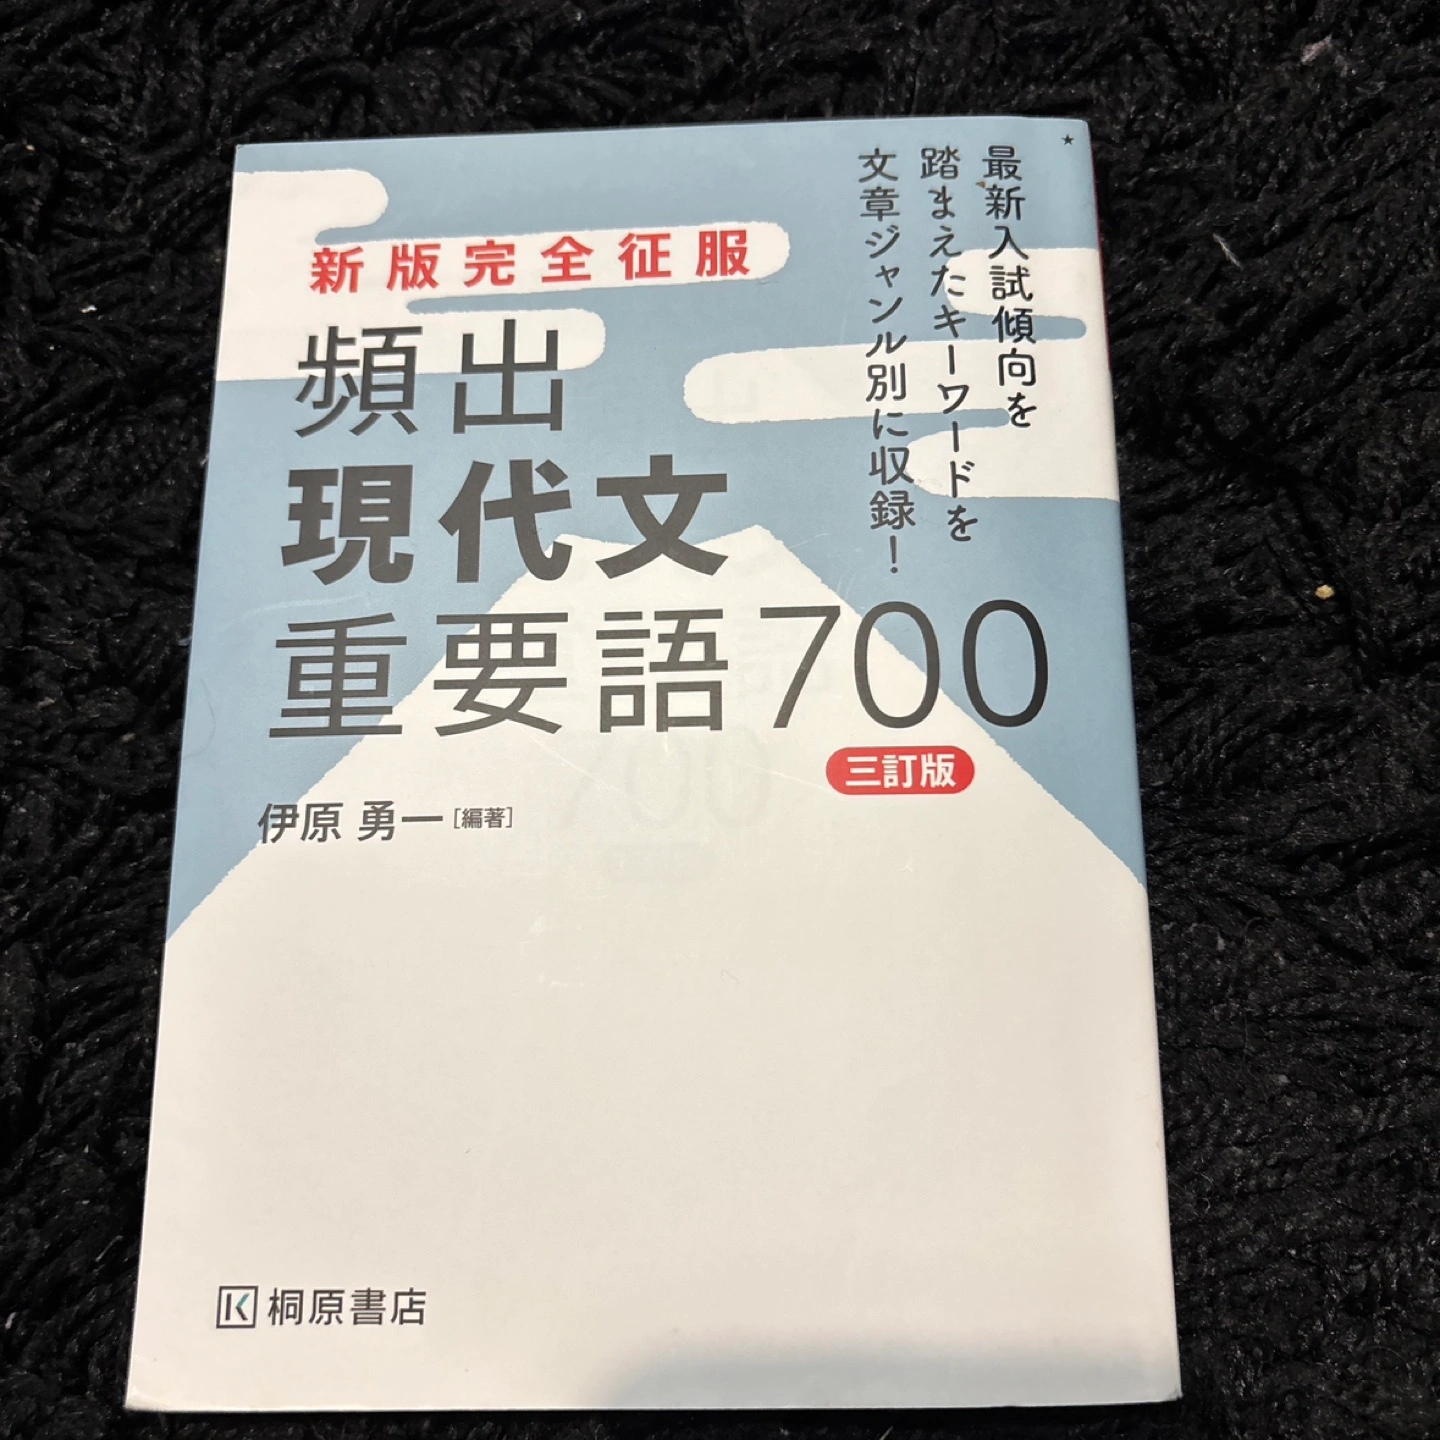 最新入試傾向を
踏まえたキーワードを
文章ジャンル別に収録！
新版完全征服
頻出
現代文
重要語700
三訂版
伊原 勇一［編著］
桐原書店